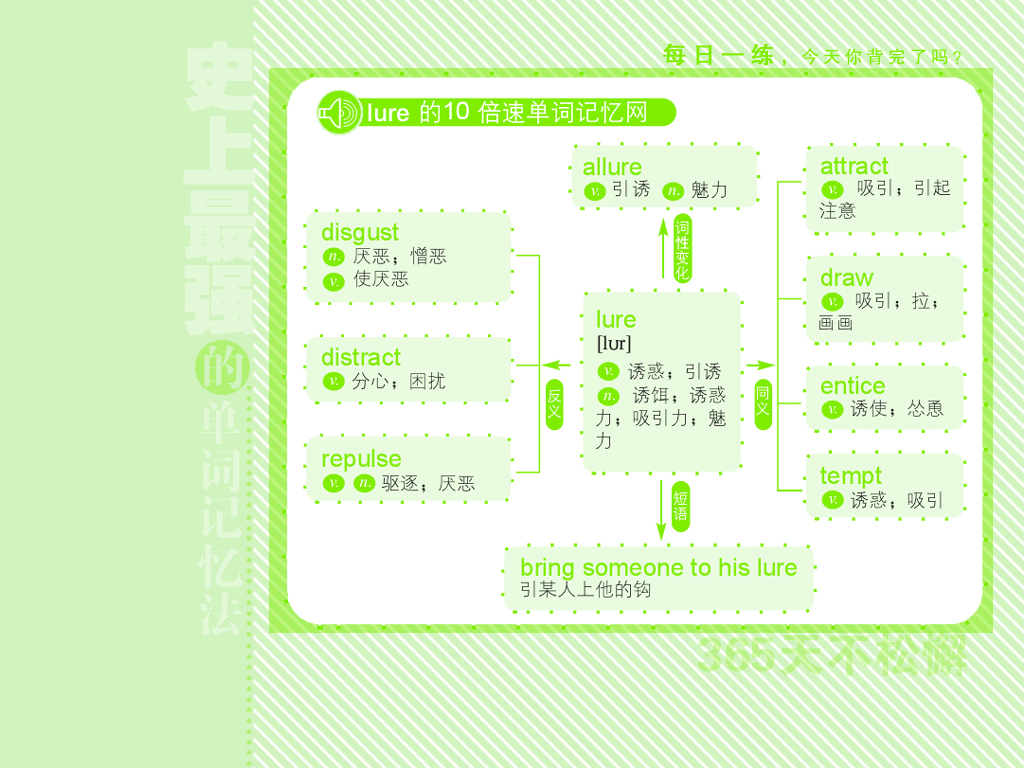 史上最强的单词记忆法
每日一练，今天你背完了吗?
lure 的10 倍速单词记忆网
allure
v. 引诱 n. 魅力
词性变化
attract
v. 吸引；引起
注意
draw
v. 吸引；拉；
画画
entice
v. 诱使；怂恿
tempt
v. 诱惑；吸引
同义
disgust
n. 厌恶；憎恶
v. 使厌恶
distract
v. 分心；困扰
repulse
v. n. 驱逐；厌恶
反义
lure
[lʊr]
v. 诱惑；引诱
n. 诱饵；诱惑
力；吸引力；魅
力
短语
bring someone to his lure
引某人上他的钩
365天不松懈